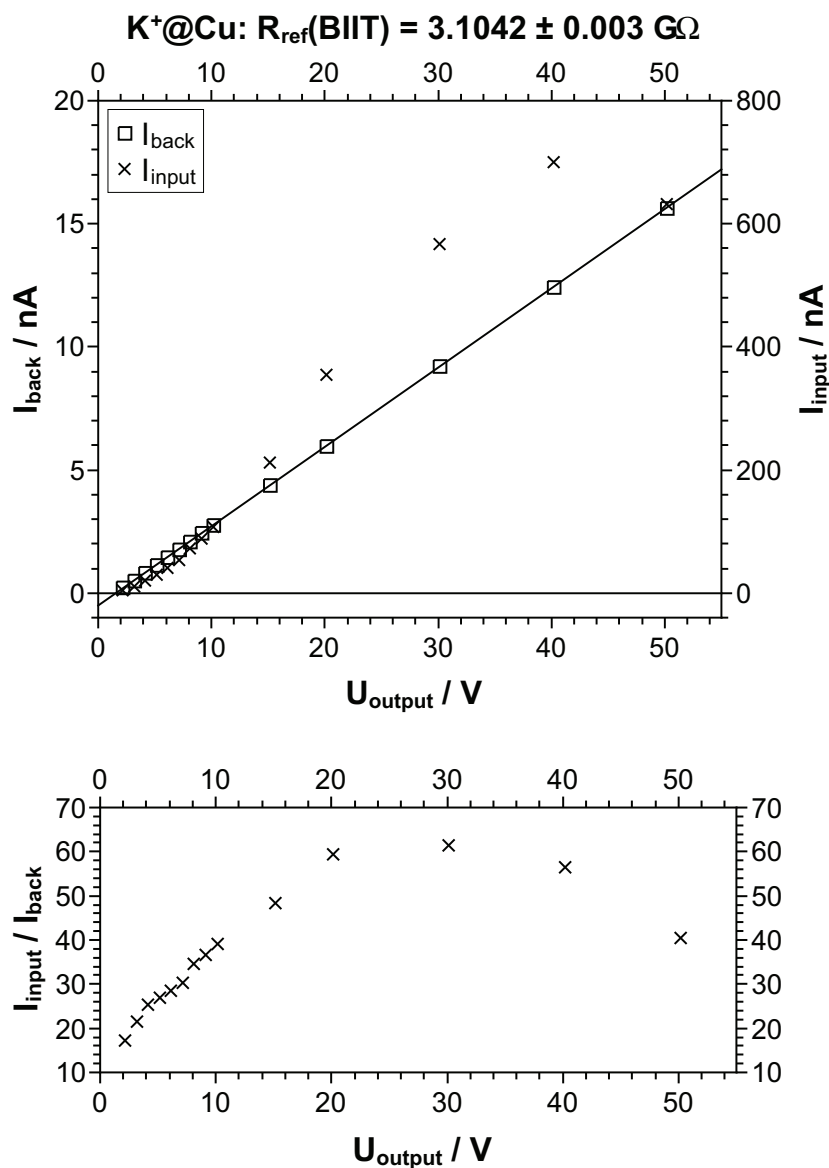 K⁺@Cu: R_ref(BIIT) = 3.1042 ± 0.003 GΩ
0 10 20 30 40 50
20 800
I_back
I_input
15 600
10 400
5 200
0 0
I_back / nA
I_input / nA
0 10 20 30 40 50
U_output / V
0 10 20 30 40 50
70 70
60 60
50 50
40 40
30 30
20 20
10 10
I_input / I_back
0 10 20 30 40 50
U_output / V